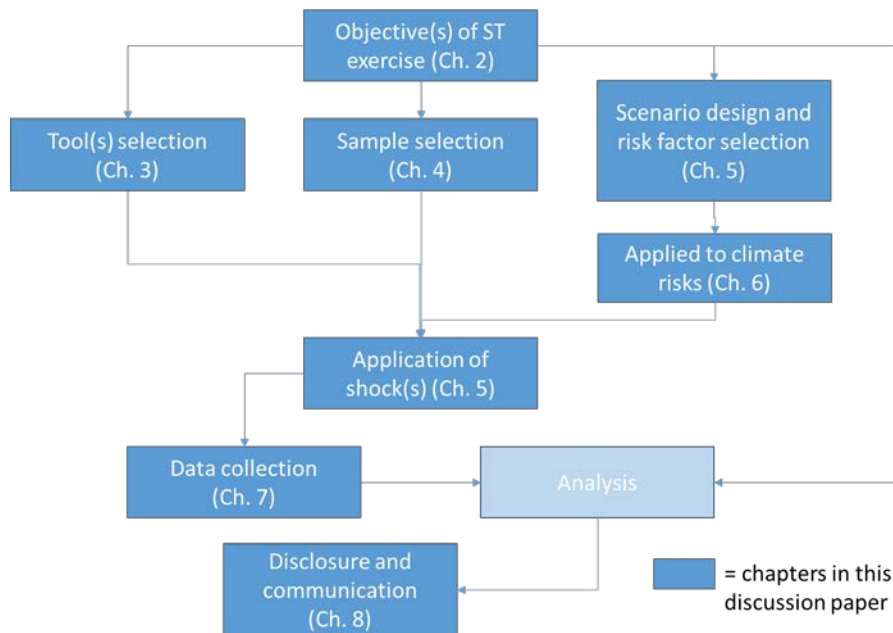 Objective(s) of ST
exercise (Ch. 2)
Tool(s) selection
(Ch. 3)
Sample selection
(Ch. 4)
Scenario design and
risk factor selection
(Ch. 5)
Applied to climate
risks (Ch. 6)
Application of
shock(s) (Ch. 5)
Data collection
(Ch. 7)
Analysis
Disclosure and
communication
(Ch. 8)
= chapters in this
discussion paper